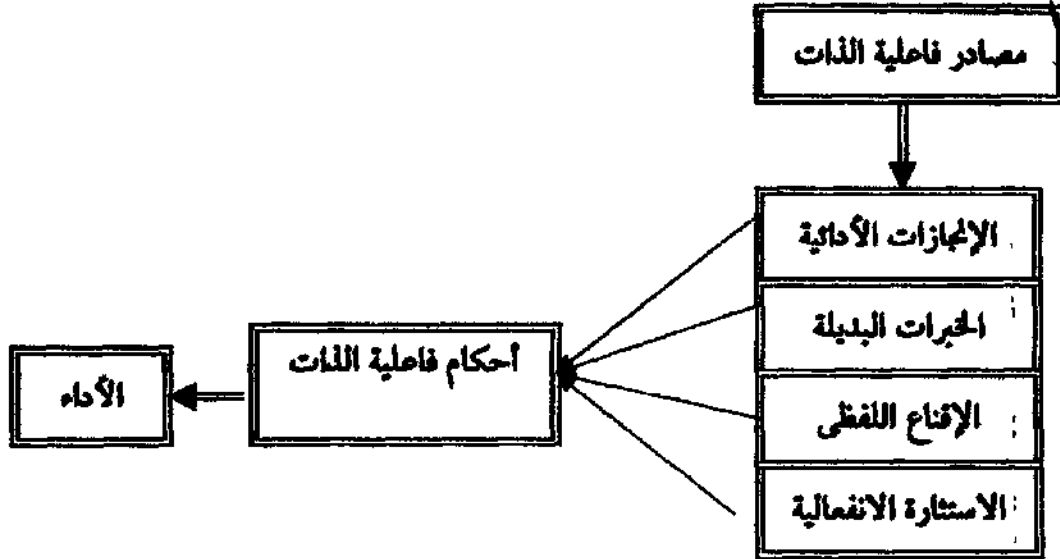 مصادر فاعلية الذات
الإنجازات الأدائية
الخبرات البديلة
الإقناع اللفظى
الاستثارة الانفعالية
أحكام فاعلية الذات
الأداء